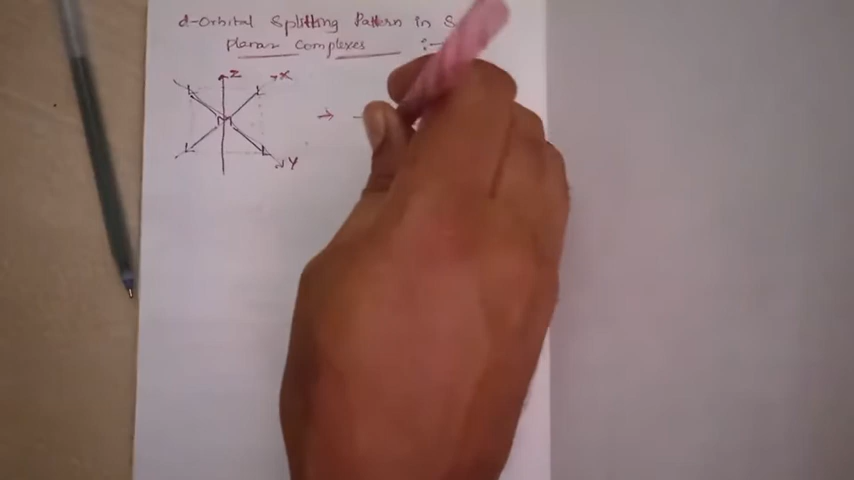 d-Orbital Splitting Pattern in S
Planar Complexes :-
Z
X
L L
M
L L
Y